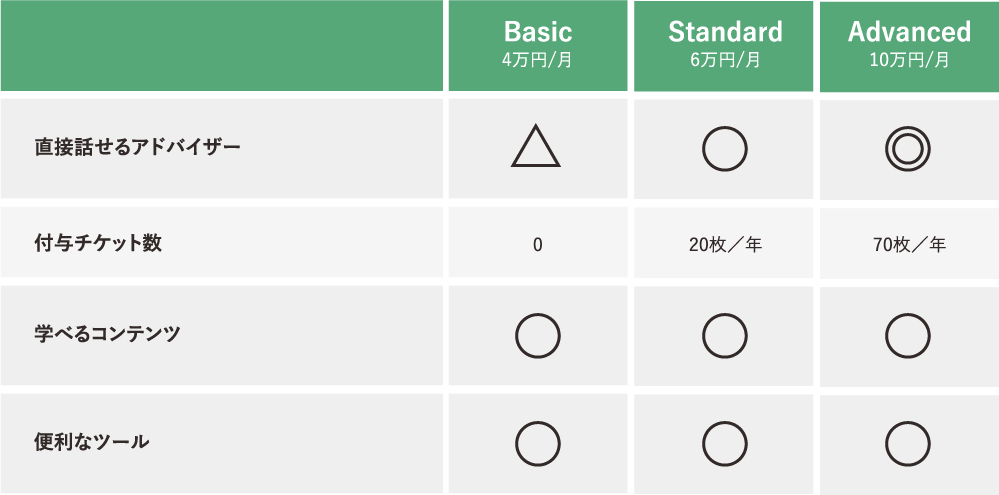 Basic
4万円/月
Standard
6万円/月
Advanced
10万円/月
直接話せるアドバイザー
△
○
◎
付与チケット数
0
20枚／年
70枚／年
学べるコンテンツ
○
○
○
便利なツール
○
○
○